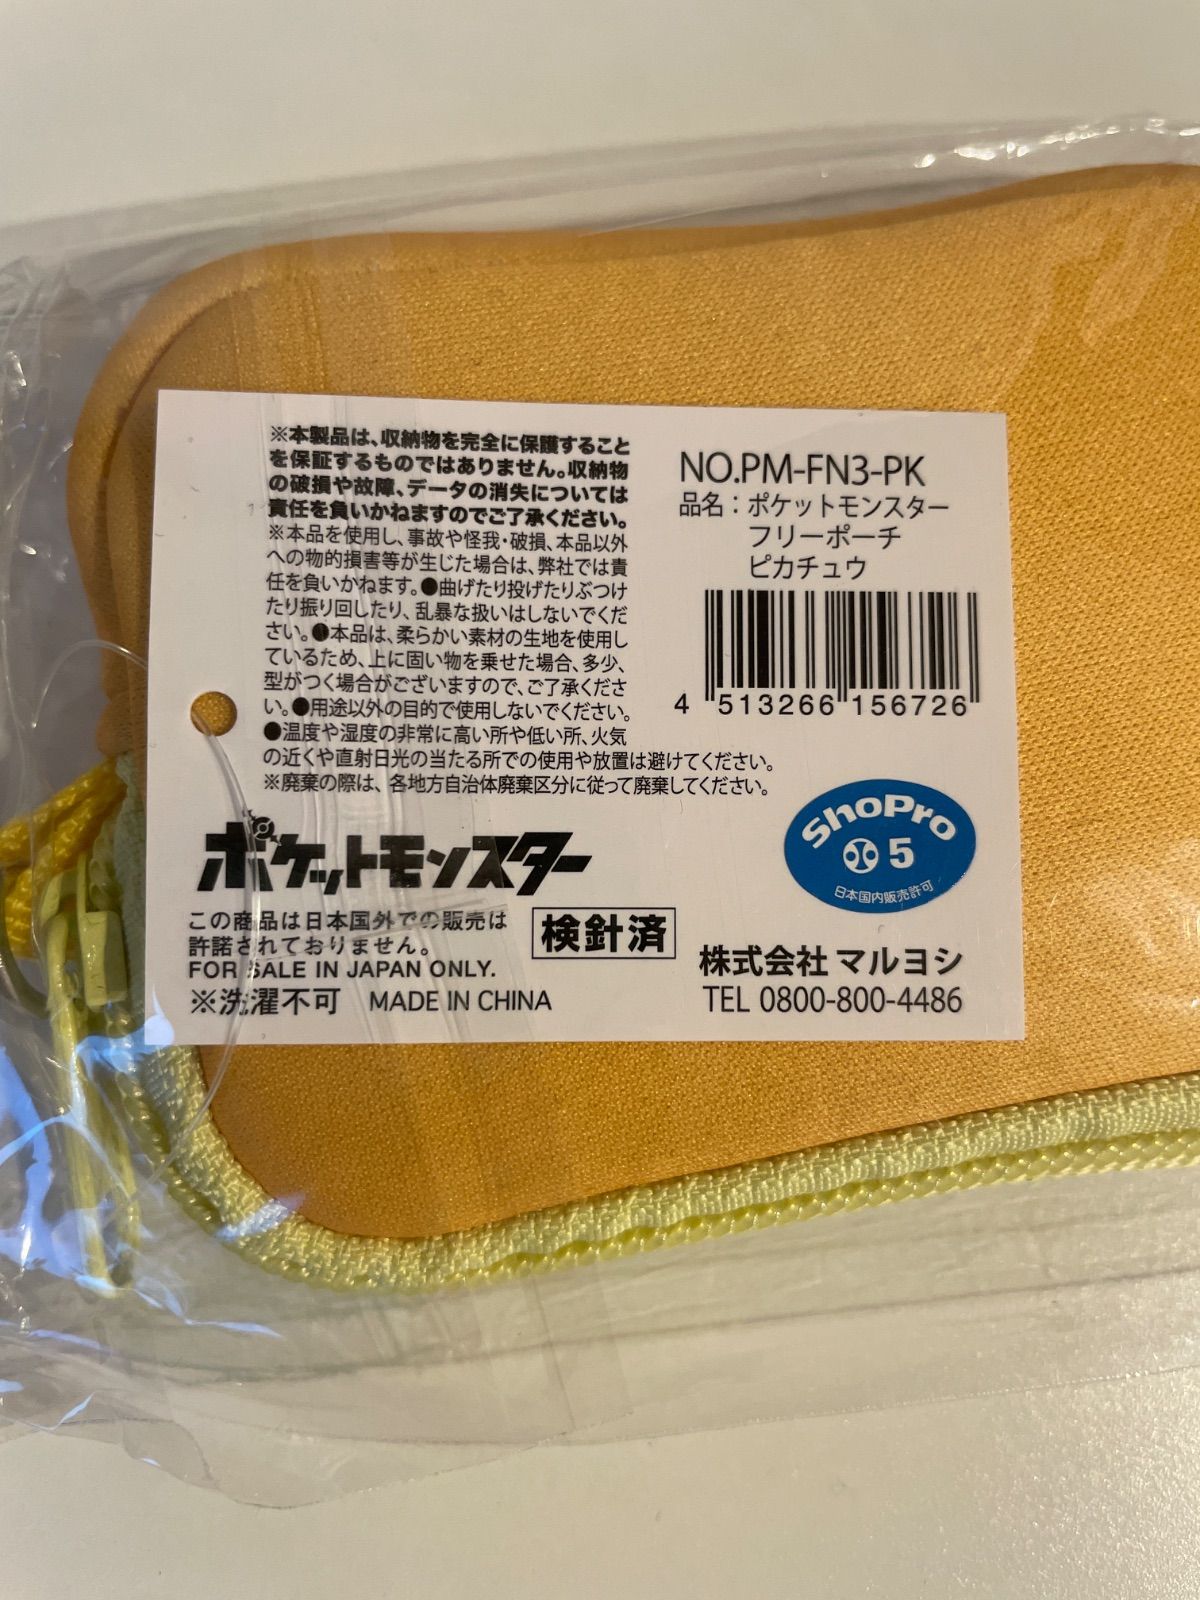 ※本製品は、収納物を完全に保護すること
を保証するものではありません。収納物
の破損や故障、データの消失については
責任を負いかねますのでご了承ください。
※本品を使用し、事故や怪我・破損、本品以外
への物的損害等が生じた場合は、弊社では責
任を負いかねます。●曲げたり投げたりぶつけ
たり振り回したり、乱暴な扱いはしないでくだ
さい。●本品は、柔らかい素材の生地を使用し
ているため、上に固い物を乗せた場合、多少、
型がつく場合がございますので、ご了承くださ
い。●用途以外の目的で使用しないでください。
●温度や湿度の非常に高い所や低い所、火気
の近くや直射日光の当たる所での使用や放置は避けてください。
※廃棄の際は、各地方自治体廃棄区分に従って廃棄してください。
NO.PM-FN3-PK
品名：ポケットモンスター
フリーポーチ
ピカチュウ
4 513266 156726
ShoPro
5
日本国内販売許可
ポケットモンスター
この商品は日本国外での販売は
許諾されておりません。
FOR SALE IN JAPAN ONLY.
検針済
※洗濯不可 MADE IN CHINA
株式会社 マルヨシ
TEL 0800-800-4486